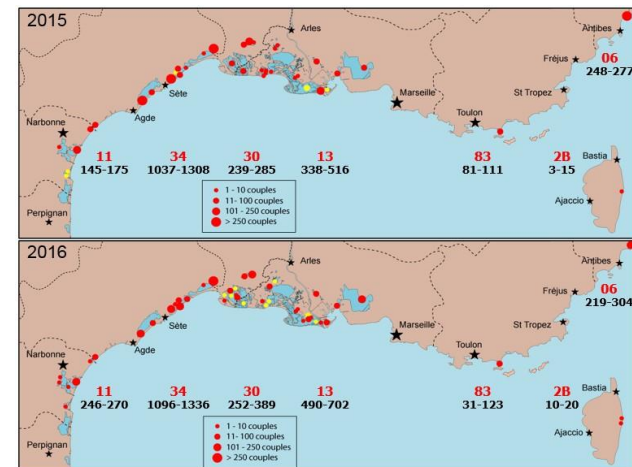 2015
Arles
Antibes
Fréjus
06
248-277
St Tropez
Sète
Marseille
Agde
Toulon
Narbonne
11
34
30
13
83
2B
145-175
1037-1308
239-285
338-516
81-111
3-15
Bastia
1 - 10 couples
11- 100 couples
101 - 250 couples
> 250 couples
Ajaccio
Perpignan
2016
Arles
Antibes
Fréjus
06
219-304
St Tropez
Sète
Marseille
Agde
Toulon
Narbonne
11
34
30
13
83
2B
246-270
1096-1336
252-389
490-702
31-123
10-20
Bastia
1 - 10 couples
11- 100 couples
101 - 250 couples
> 250 couples
Ajaccio
Perpignan